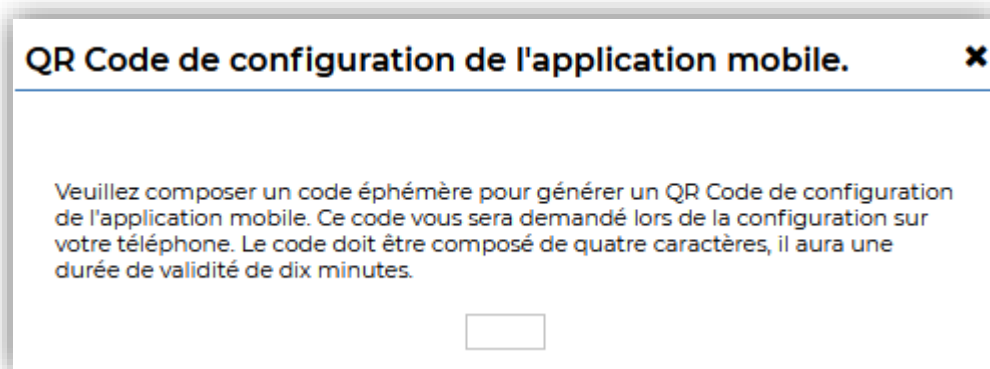 QR Code de configuration de l'application mobile.
Veuillez composer un code éphémère pour générer un QR Code de configuration
de l'application mobile. Ce code vous sera demandé lors de la configuration sur
votre téléphone. Le code doit être composé de quatre caractères, il aura une
durée de validité de dix minutes.